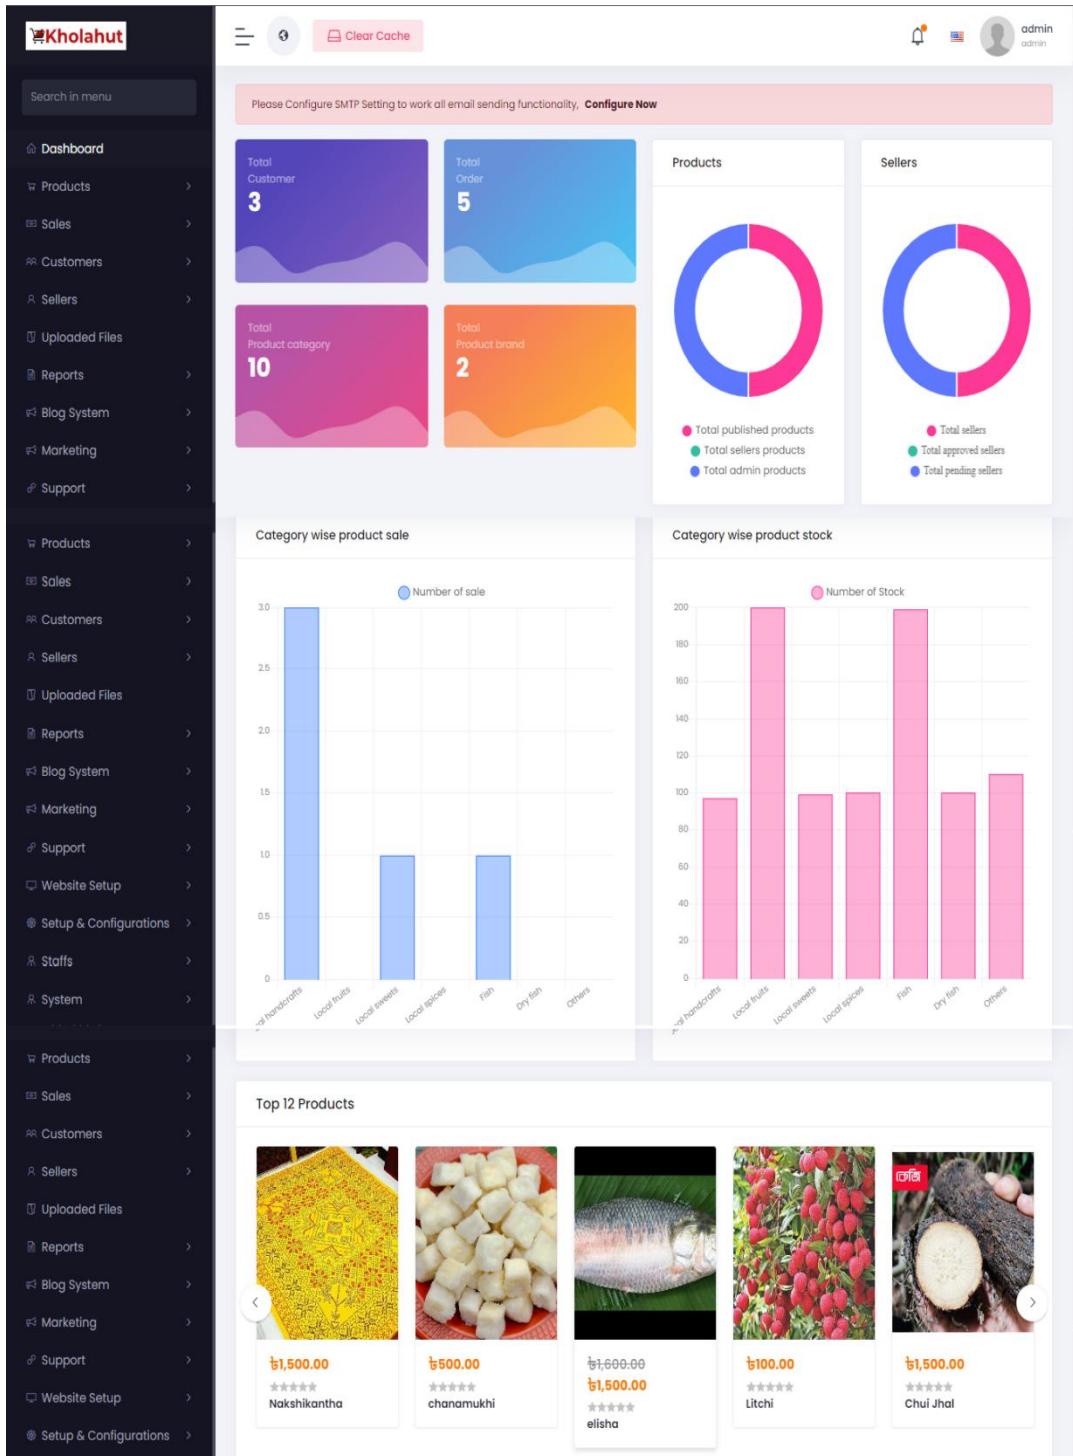 Kholahut
Clear Cache
admin
admin
Search in menu
Please Configure SMTP Setting to work all email sending functionality, Configure Now
Dashboard
Products
Sales
Customers
Sellers
Uploaded Files
Reports
Blog System
Marketing
Support
Total
Customer
3
Total
Order
5
Total
Product category
10
Total
Product brand
2
Products
Total published products
Total sellers products
Total admin products
Sellers
Total sellers
Total approved sellers
Total pending sellers
Products
Sales
Customers
Sellers
Uploaded Files
Reports
Blog System
Marketing
Support
Website Setup
Setup & Configurations
Staffs
System
Category wise product sale
Number of sale
3.0
2.5
2.0
1.5
1.0
0.5
0
handcrafts
Local fruits
Local sweets
Local spices
Fish
Dry fish
Others
Category wise product stock
Number of Stock
200
180
160
140
120
100
80
60
40
20
0
handcrafts
Local fruits
Local sweets
Local spices
Fish
Dry fish
Others
Products
Sales
Customers
Sellers
Uploaded Files
Reports
Blog System
Marketing
Support
Website Setup
Setup & Configurations
Top 12 Products
৳1,500.00
Nakshikantha
৳500.00
chanamukhi
৳1,600.00
৳1,500.00
elisha
৳100.00
Litchi
কেজি
৳1,500.00
Chui Jhal